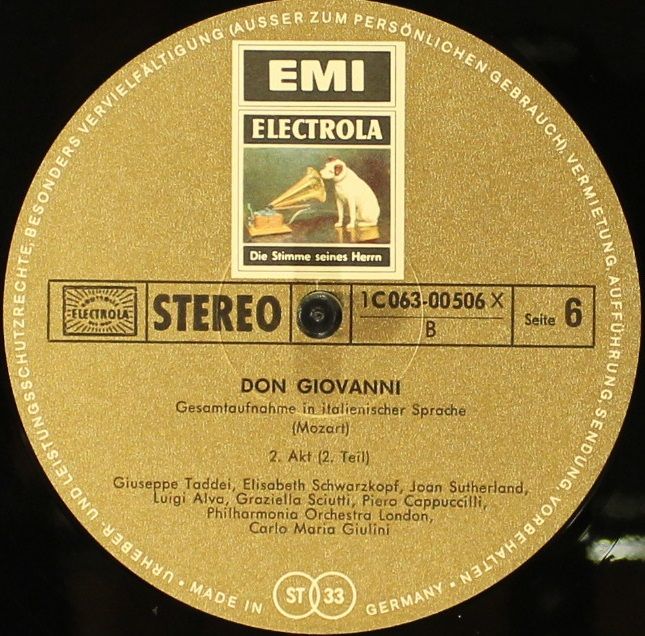 URHEBER- UND LEISTUNGSSCHUTZRECHTE, BESONDERS VERVIELFÄLTIGUNG (AUSSER ZUM PERSÖNLICHEN GEBRAUCH), VERMIETUNG, AUFFÜHRUNG, SENDUNG, VORBEHALTEN •
EMI
ELECTROLA
Die Stimme seines Herrn
ELECTROLA
STEREO
1C063-00506 X
B
Seite 6
DON GIOVANNI
Gesamtaufnahme in italienischer Sprache
(Mozart)
2. Akt (2. Teil)
Giuseppe Taddei, Elisabeth Schwarzkopf, Joan Sutherland,
Luigi Alva, Graziella Sciutti, Piero Cappuccilli,
Philharmonia Orchestra London,
Carlo Maria Giulini
• MADE IN ST 33 GERMANY